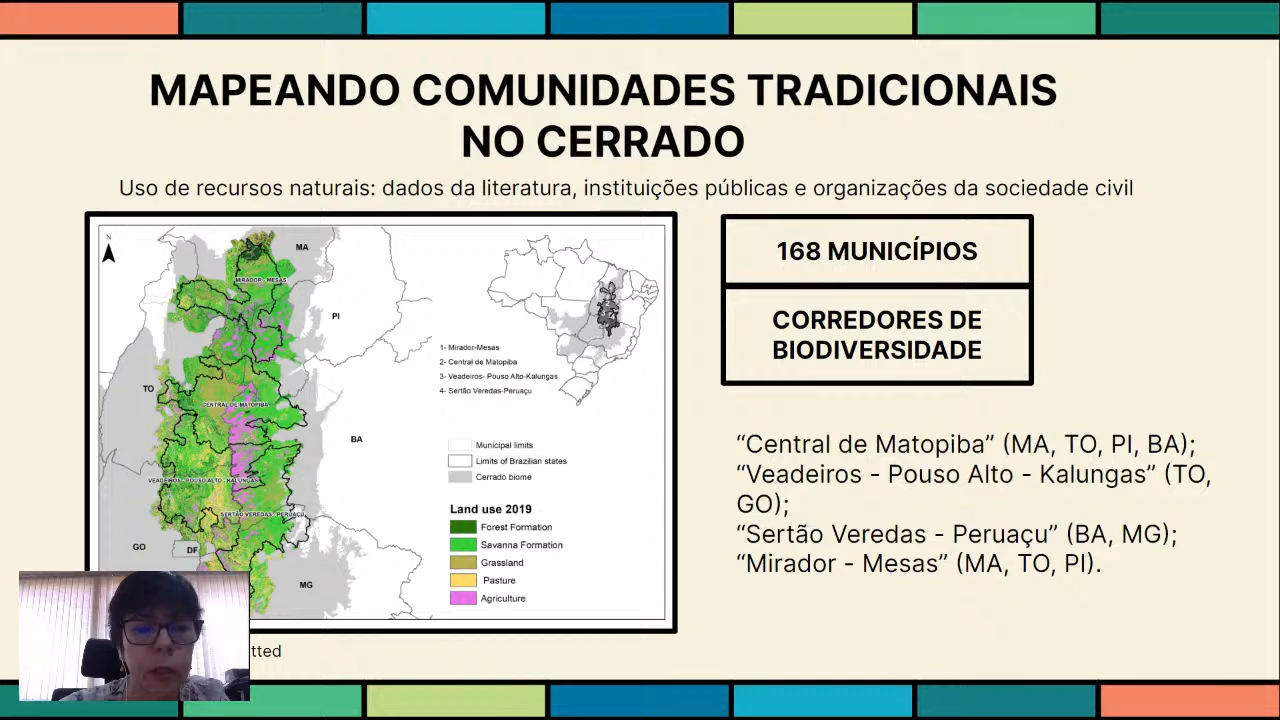 MAPEANDO COMUNIDADES TRADICIONAIS
NO CERRADO
Uso de recursos naturais: dados da literatura, instituições públicas e organizações da sociedade civil
N
MA
MIRADOR - MESAS
PI
TO
CENTRAL DE MATOPIBA
BA
VEADEIROS - POUSO ALTO - KALUNGAS
SERTÃO VEREDAS - PERUAÇU
GO
DF
MG
1- Mirador-Mesas
2- Central de Matopiba
3- Veadeiros- Pouso Alto-Kalungas
4- Sertão Veredas-Peruaçu
Municipal limits
Limits of Brazilian states
Cerrado biome
Land use 2019
Forest Formation
Savanna Formation
Grassland
Pasture
Agriculture
168 MUNICÍPIOS
CORREDORES DE
BIODIVERSIDADE
“Central de Matopiba” (MA, TO, PI, BA);
“Veadeiros - Pouso Alto - Kalungas” (TO,
GO);
“Sertão Veredas - Peruaçu” (BA, MG);
“Mirador - Mesas” (MA, TO, PI).
tted